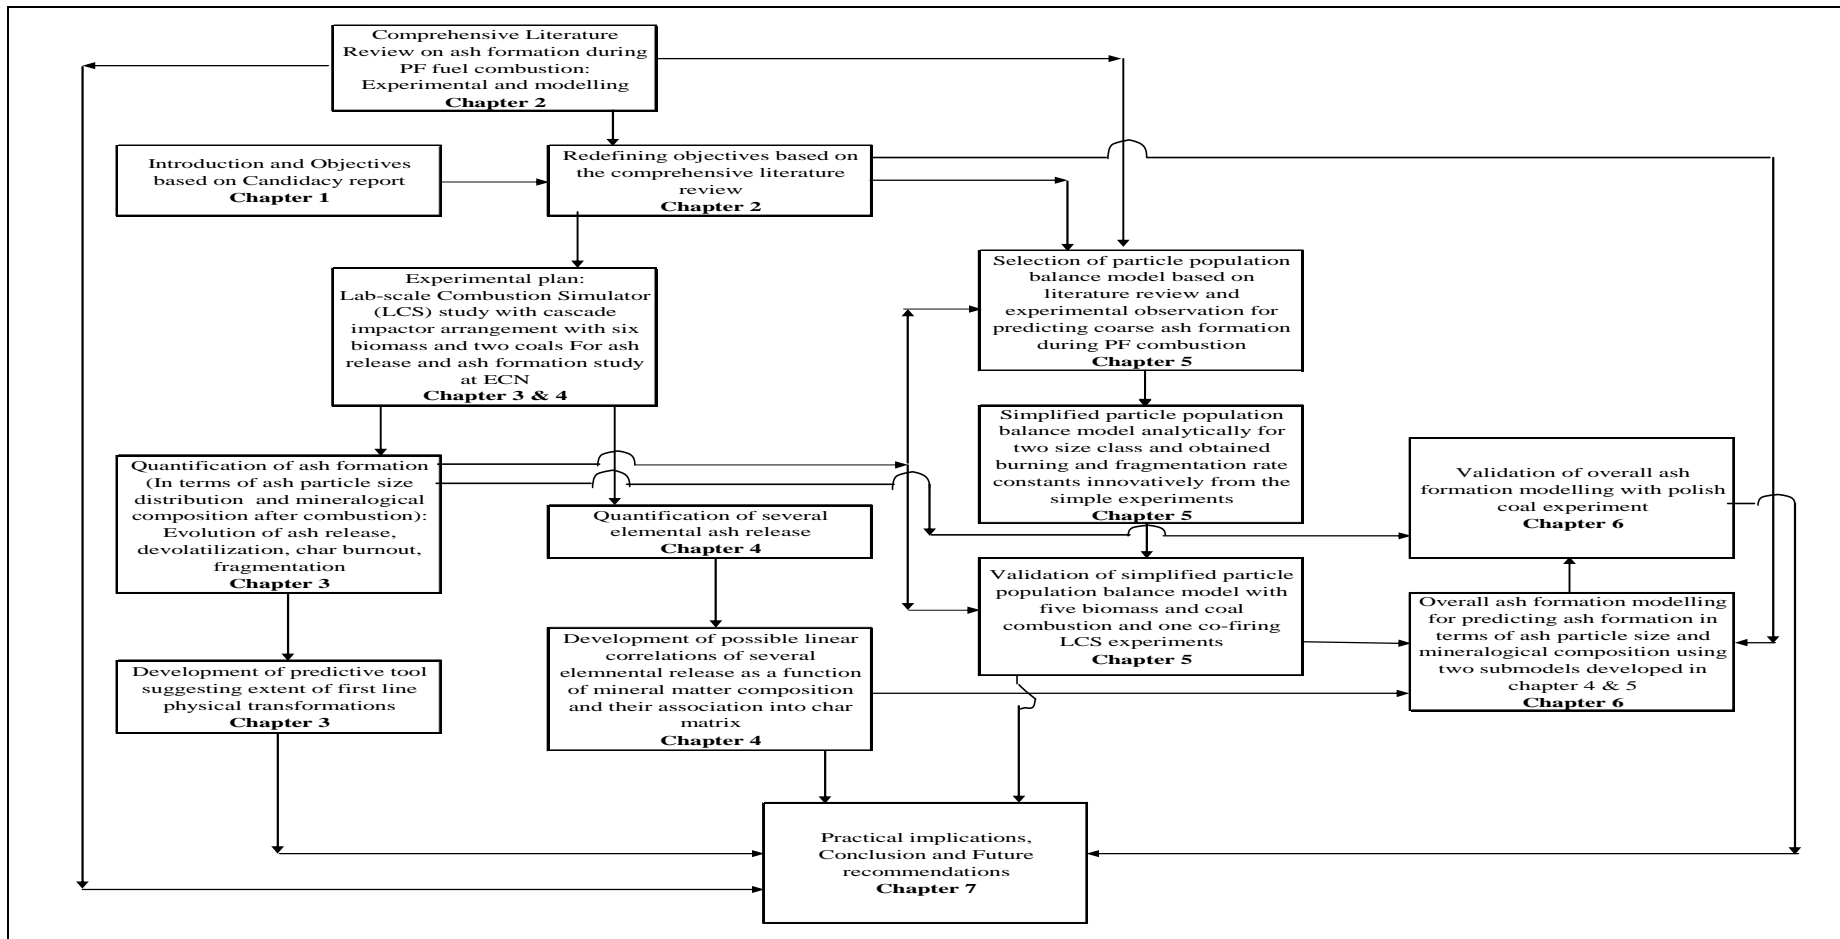 Comprehensive Literature
Review on ash formation during
PF fuel combustion:
Experimental and modelling
Chapter 2
Introduction and Objectives
based on Candidacy report
Chapter 1
Redefining objectives based on
the comprehensive literature
review
Chapter 2
Experimental plan:
Lab-scale Combustion Simulator
(LCS) study with cascade
impactor arrangement with six
biomass and two coals For ash
release and ash formation study
at ECN
Chapter 3 & 4
Selection of particle population
balance model based on
literature review and
experimental observation for
predicting coarse ash formation
during PF combustion
Chapter 5
Simplified particle population
balance model analytically for
two size class and obtained
burning and fragmentation rate
constants innovatively from the
simple experiments
Chapter 5
Quantification of ash formation
(In terms of ash particle size
distribution and mineralogical
composition after combustion):
Evolution of ash release,
devolatilization, char burnout,
fragmentation
Chapter 3
Quantification of several
elemental ash release
Chapter 4
Validation of overall ash
formation modelling with polish
coal experiment
Chapter 6
Validation of simplified particle
population balance model with
five biomass and coal
combustion and one co-firing
LCS experiments
Chapter 5
Overall ash formation modelling
for predicting ash formation in
terms of ash particle size and
mineralogical composition using
two submodels developed in
chapter 4 & 5
Chapter 6
Development of predictive tool
suggesting extent of first line
physical transformations
Chapter 3
Development of possible linear
correlations of several
elemnental release as a function
of mineral matter composition
and their association into char
matrix
Chapter 4
Practical implications,
Conclusion and Future
recommendations
Chapter 7